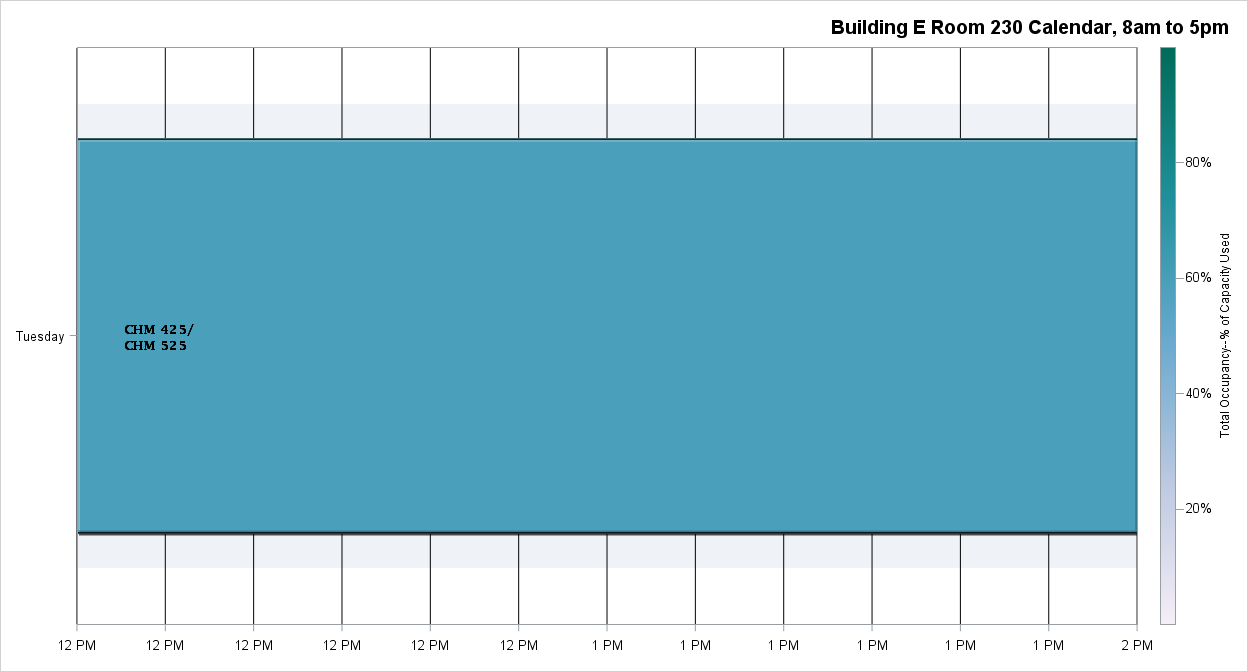 Building E Room 230 Calendar, 8am to 5pm
80%
60%
40%
20%
Total Occupancy--% of Capacity Used
Tuesday
CHM 425/
CHM 525
12 PM 12 PM 12 PM 12 PM 12 PM 12 PM 1 PM 1 PM 1 PM 1 PM 1 PM 1 PM 2 PM